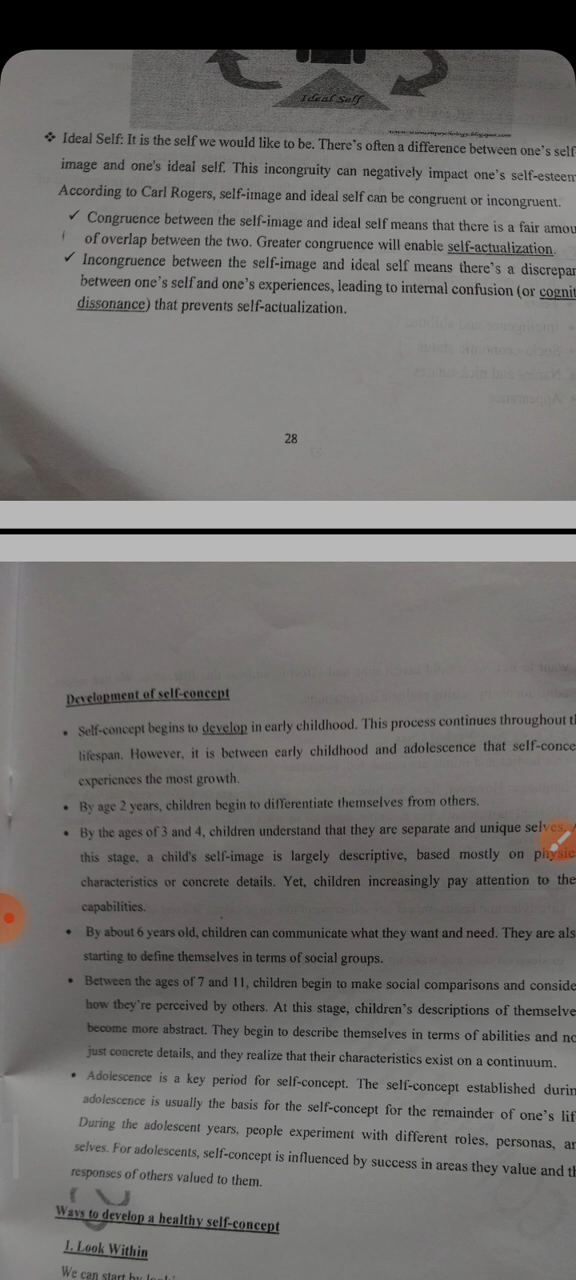 Ideal Self
❖ Ideal Self: It is the self we would like to be. There's often a difference between one's self
image and one's ideal self. This incongruity can negatively impact one's self-esteem
According to Carl Rogers, self-image and ideal self can be congruent or incongruent.
✓ Congruence between the self-image and ideal self means that there is a fair amou
of overlap between the two. Greater congruence will enable self-actualization.
✓ Incongruence between the self-image and ideal self means there's a discrepan
between one's self and one's experiences, leading to internal confusion (or cognit
dissonance) that prevents self-actualization.
28
Development of self-concept
• Self-concept begins to develop in early childhood. This process continues throughout th
lifespan. However, it is between early childhood and adolescence that self-conce
experiences the most growth.
• By age 2 years, children begin to differentiate themselves from others.
• By the ages of 3 and 4, children understand that they are separate and unique selves. A
this stage, a child's self-image is largely descriptive, based mostly on physic
characteristics or concrete details. Yet, children increasingly pay attention to the
capabilities.
• By about 6 years old, children can communicate what they want and need. They are als
starting to define themselves in terms of social groups.
• Between the ages of 7 and 11, children begin to make social comparisons and conside
how they're perceived by others. At this stage, children's descriptions of themselve
become more abstract. They begin to describe themselves in terms of abilities and no
just concrete details, and they realize that their characteristics exist on a continuum.
• Adolescence is a key period for self-concept. The self-concept established durin
adolescence is usually the basis for the self-concept for the remainder of one's lif
During the adolescent years, people experiment with different roles, personas, an
selves. For adolescents, self-concept is influenced by success in areas they value and th
responses of others valued to them.
Ways to develop a healthy self-concept
1. Look Within
We can start by